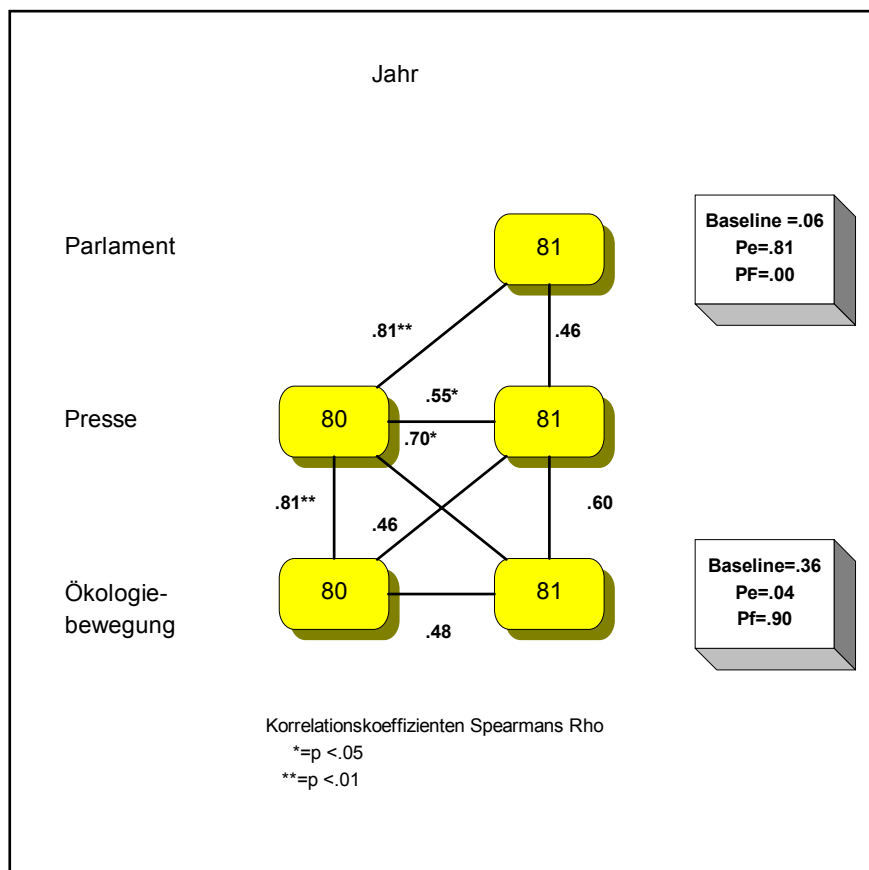 Jahr
Parlament
81
Baseline =.06
Pe=.81
PF=.00
.81**
.46
Presse
80
.55*
.70*
81
.81**
.46
.60
Ökologie-
bewegung
80
.48
81
Baseline=.36
Pe=.04
Pf=.90
Korrelationskoeffizienten Spearmans Rho
*=p <.05
**=p <.01